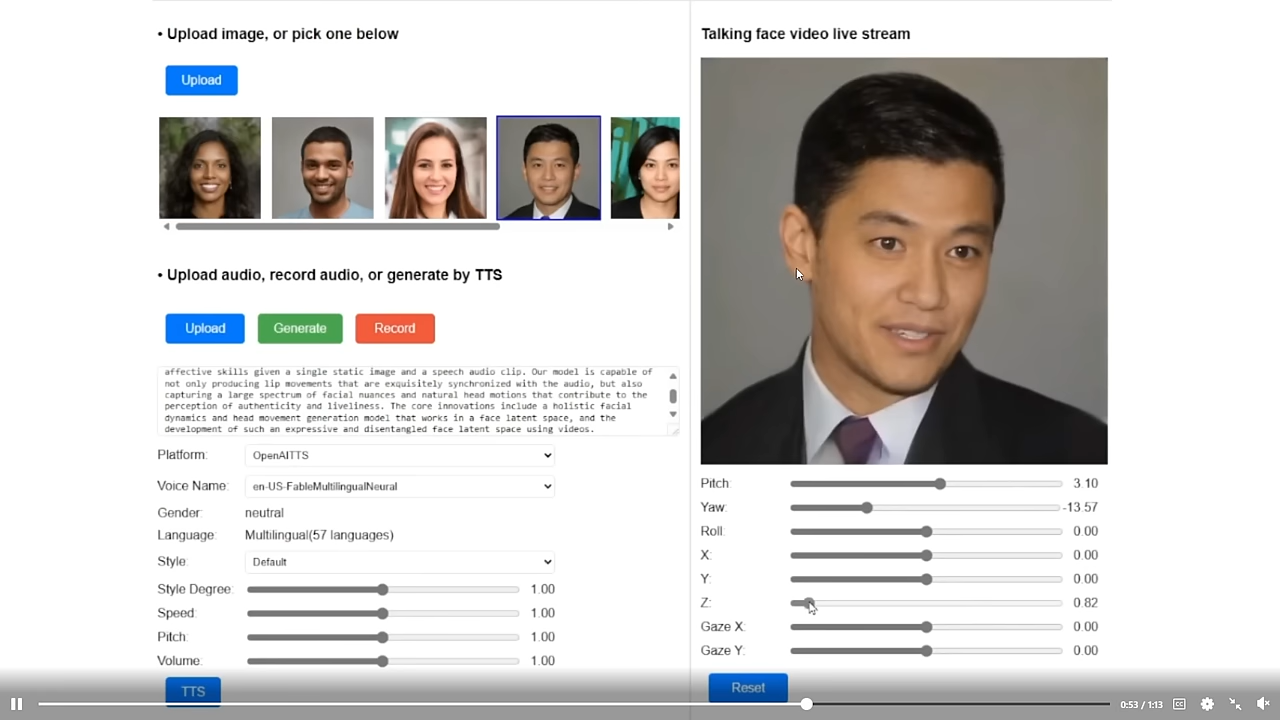 • Upload image, or pick one below
Upload
• Upload audio, record audio, or generate by TTS
Upload Generate Record
affective skills given a single static image and a speech audio clip. Our model is capable of
not only producing lip movements that are exquisitely synchronized with the audio, but also
capturing a large spectrum of facial nuances and natural head motions that contribute to the
perception of authenticity and liveliness. The core innovations include a holistic facial
dynamics and head movement generation model that works in a face latent space, and the
development of such an expressive and disentangled face latent space using videos.
Platform: OpenAITTS
Voice Name: en-US-FableMultilingualNeural
Gender: neutral
Language: Multilingual(57 languages)
Style: Default
Style Degree: 1.00
Speed: 1.00
Pitch: 1.00
Volume: 1.00
TTS
Talking face video live stream
Pitch: 3.10
Yaw: -13.57
Roll: 0.00
X: 0.00
Y: 0.00
Z: 0.82
Gaze X: 0.00
Gaze Y: 0.00
Reset
0:53 / 1:13